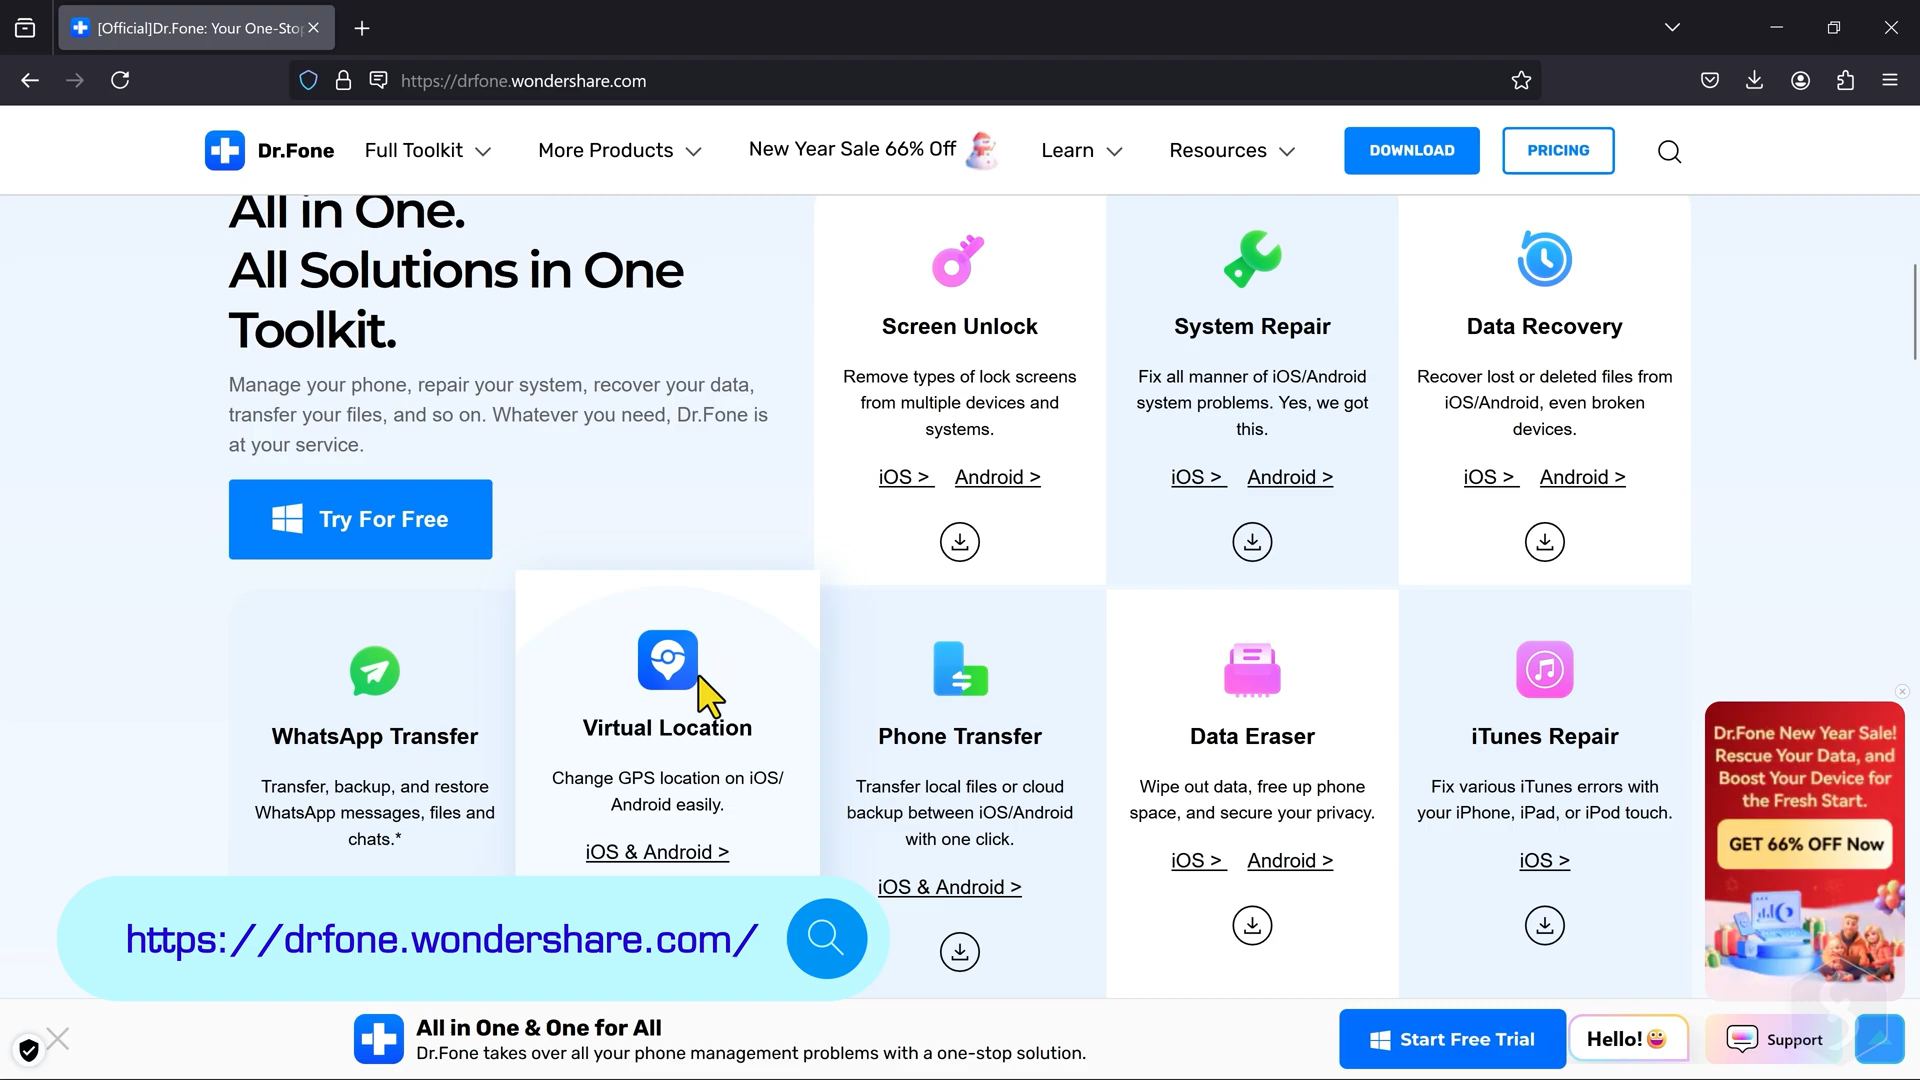 [Official]Dr.Fone: Your One-Sto
https://drfone.wondershare.com
Dr.Fone
Full Toolkit
More Products
New Year Sale 66% Off
Learn
Resources
DOWNLOAD
PRICING
All in One.
All Solutions in One
Toolkit.
Manage your phone, repair your system, recover your data,
transfer your files, and so on. Whatever you need, Dr.Fone is
at your service.
Try For Free
Screen Unlock
Remove types of lock screens
from multiple devices and
systems.
iOS > Android >
System Repair
Fix all manner of iOS/Android
system problems. Yes, we got
this.
iOS > Android >
Data Recovery
Recover lost or deleted files from
iOS/Android, even broken
devices.
iOS > Android >
WhatsApp Transfer
Transfer, backup, and restore
WhatsApp messages, files and
chats.*
Virtual Location
Change GPS location on iOS/
Android easily.
iOS & Android >
Phone Transfer
Transfer local files or cloud
backup between iOS/Android
with one click.
iOS & Android >
Data Eraser
Wipe out data, free up phone
space, and secure your privacy.
iOS > Android >
iTunes Repair
Fix various iTunes errors with
your iPhone, iPad, or iPod touch.
iOS >
Dr.Fone New Year Sale!
Rescue Your Data, and
Boost Your Device for
the Fresh Start.
GET 66% OFF Now
https://drfone.wondershare.com/
All in One & One for All
Dr.Fone takes over all your phone management problems with a one-stop solution.
Start Free Trial
Hello!
Support